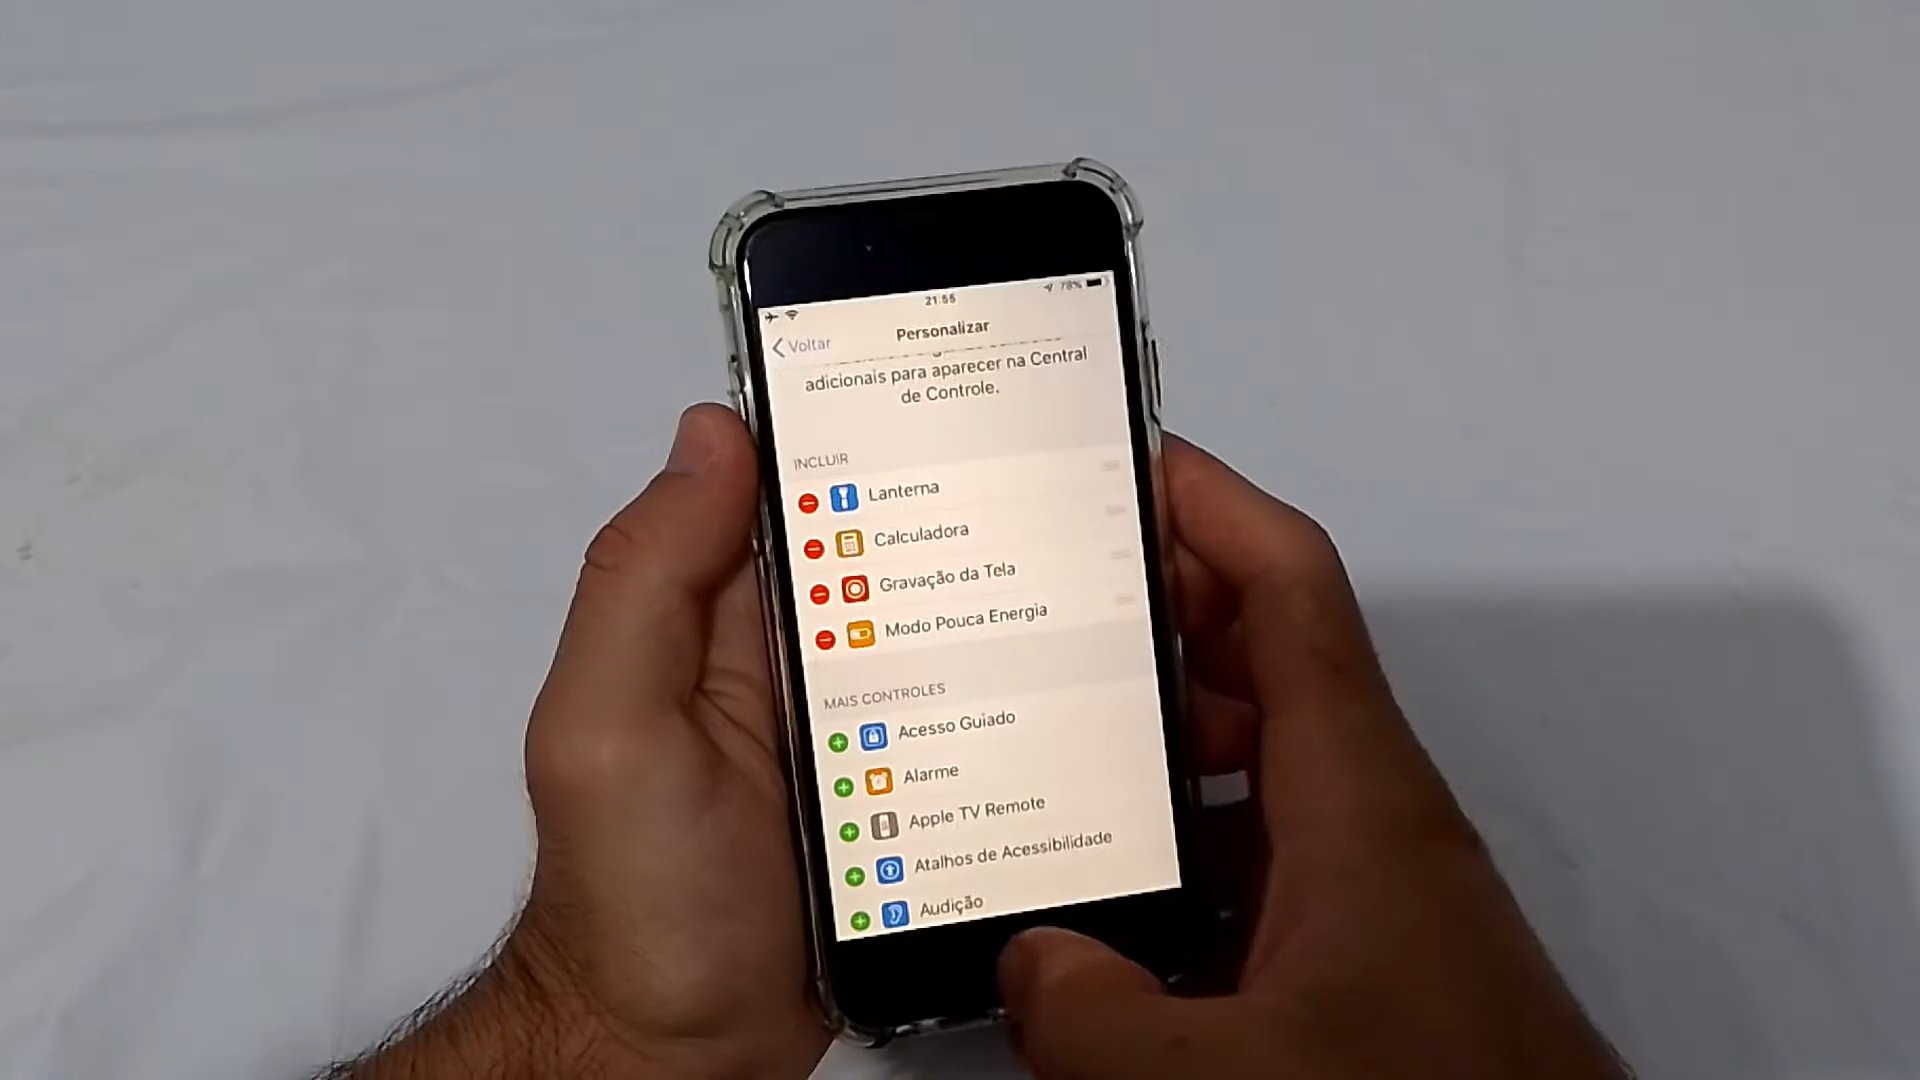 21:55
78%
Voltar
Personalizar
adicionais para aparecer na Central
de Controle.
INCLUIR
Lanterna
Calculadora
Gravação da Tela
Modo Pouca Energia
MAIS CONTROLES
Acesso Guiado
Alarme
Apple TV Remote
Atalhos de Acessibilidade
Audição